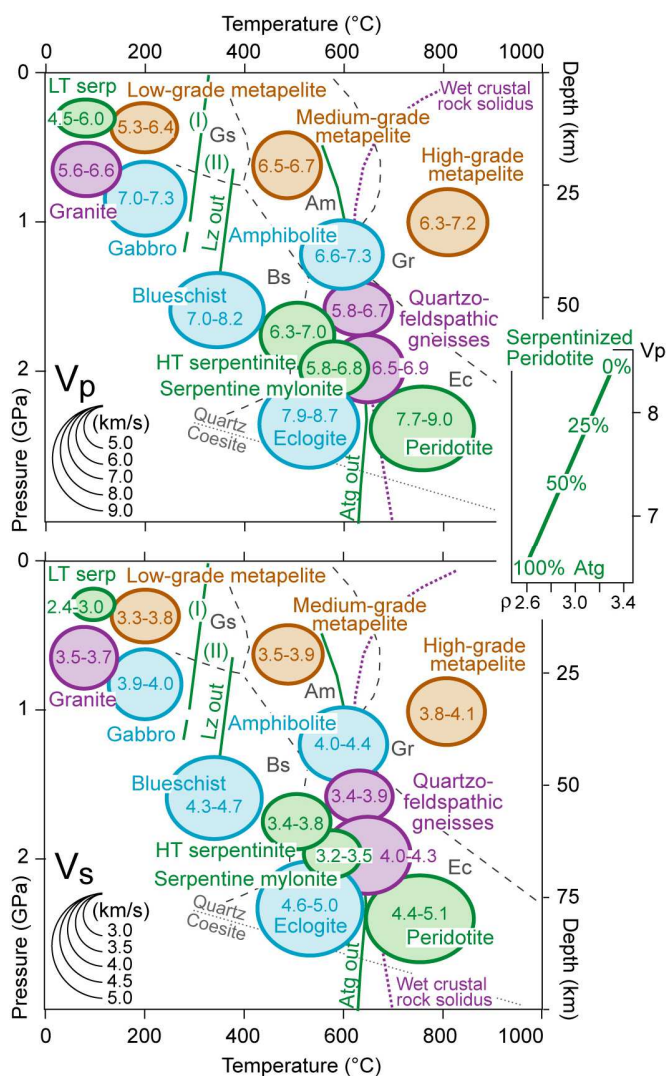 Temperature (°C)
0
200
400
600
800
1000
0
LT serp
4.5-6.0
Low-grade metapelite
5.3-6.4
(I)
Gs
(II)
5.6-6.6
Granite
7.0-7.3
Gabbro
Lz out
6.5-6.7
Medium-grade
metapelite
Wet crustal
rock solidus
High-grade
metapelite
6.3-7.2
Am
Amphibolite
6.6-7.3
Gr
1
Bs
Blueschist
7.0-8.2
6.3-7.0
5.8-6.7
Quartzo-
feldspathic
gneisses
HT serpentinite
5.8-6.8
6.5-6.9
Serpentine mylonite
Ec
2
Quartz
Coesite
7.9-8.7
Eclogite
7.7-9.0
Peridotite
Atg out
Vp
(km/s)
5.0
6.0
7.0
8.0
9.0
Pressure (GPa)
Depth (km)
25
50
Serpentinized
Peridotite
Vp
0%
8
25%
50%
7
100% Atg
ρ 2.6
3.0
3.4
0
LT serp
2.4-3.0
Low-grade metapelite
3.3-3.8
(I)
Gs
(II)
3.5-3.7
Granite
3.9-4.0
Gabbro
Lz out
3.5-3.9
Medium-grade
metapelite
High-grade
metapelite
3.8-4.1
25
Am
Amphibolite
4.0-4.4
Gr
1
Bs
Blueschist
4.3-4.7
3.4-3.8
3.4-3.9
Quartzo-
feldspathic
gneisses
50
HT serpentinite
3.2-3.5
4.0-4.3
Serpentine mylonite
Ec
2
75
Quartz
Coesite
4.6-5.0
Eclogite
4.4-5.1
Peridotite
Atg out
Wet crustal
rock solidus
Vs
(km/s)
3.0
3.5
4.0
4.5
5.0
Pressure (GPa)
Depth (km)
0
200
400
600
800
1000
Temperature (°C)